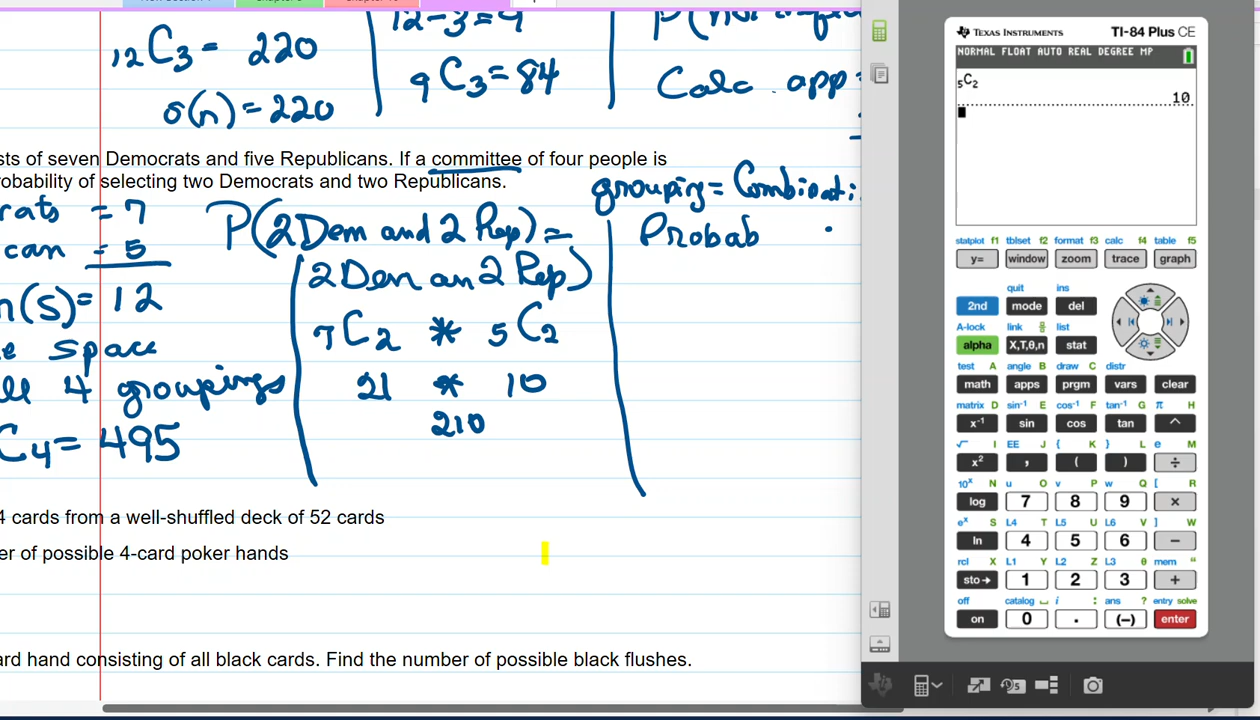 12-3=9
12C3= 220
9C3=84
Calc. app =
σ(n)=220
sts of seven Democrats and five Republicans. If a committee of four people is
robability of selecting two Democrats and two Republicans.
grouping= Combinati
rats = 7
P(2Dem and 2 Rep)=
Probab
can = 5
2Dem an 2 Rep)
n(s)= 12
7C2 * 5C2
e space
ll 4 groupings
21 * 10
210
C4= 495
4 cards from a well-shuffled deck of 52 cards
er of possible 4-card poker hands
ard hand consisting of all black cards. Find the number of possible black flushes.
TEXAS INSTRUMENTS TI-84 Plus CE
NORMAL FLOAT AUTO REAL DEGREE MP
5C2
10
statplot f1 tblset f2 format f3 calc f4 table f5
y= window zoom trace graph
quit ins
2nd mode del
A-lock link list
alpha X,T,θ,n stat
test A angle B draw C distr
math apps prgm vars clear
matrix D sin-1 E cos-1 F tan-1 G π H
x-1 sin cos tan ^
√ I EE J { K } L e M
x2 , ( ) ÷
10x N u O v P w Q [ R
log 7 8 9 ×
ex S L4 T L5 U L6 V ] W
ln 4 5 6 −
rcl X L1 Y L2 Z L3 θ mem "
sto→ 1 2 3 +
off catalog i : ans ? entry solve
on 0 . (−) enter